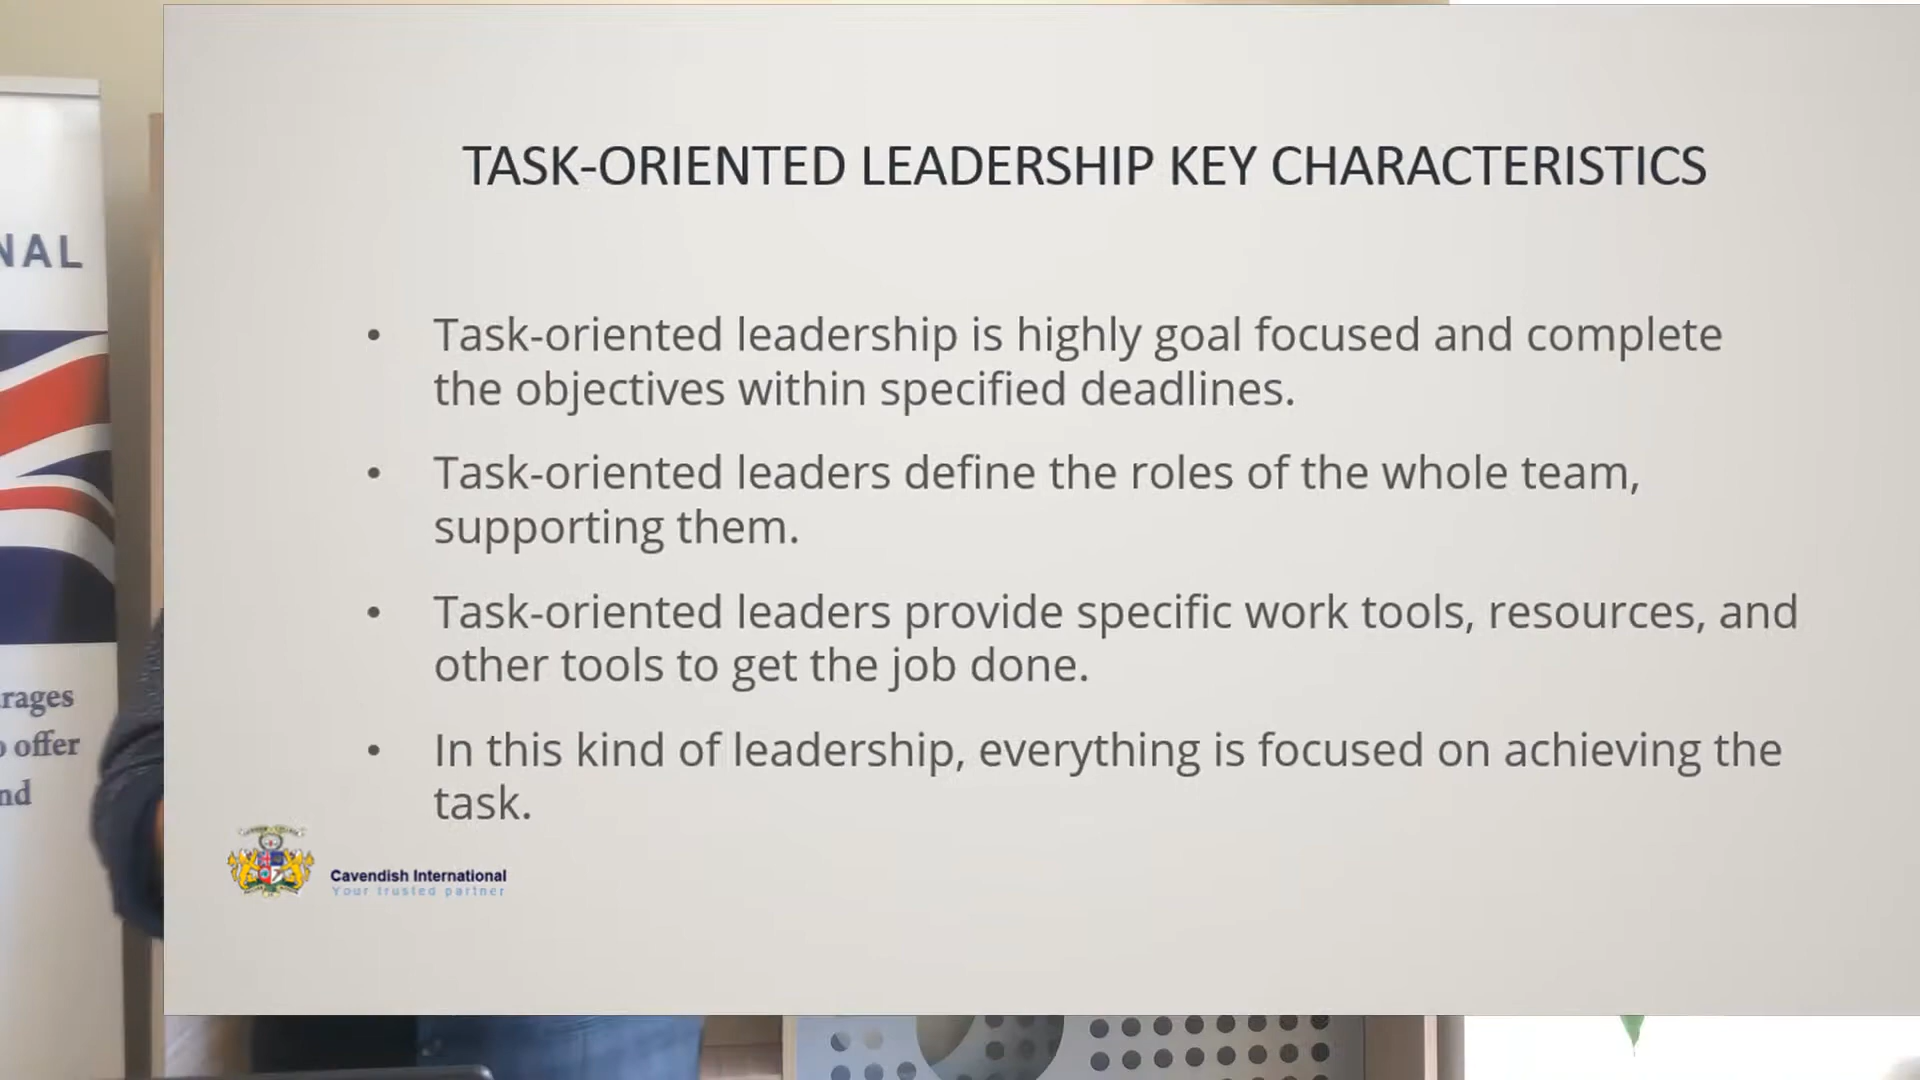 TASK-ORIENTED LEADERSHIP KEY CHARACTERISTICS
• Task-oriented leadership is highly goal focused and complete
the objectives within specified deadlines.
• Task-oriented leaders define the roles of the whole team,
supporting them.
• Task-oriented leaders provide specific work tools, resources, and
other tools to get the job done.
• In this kind of leadership, everything is focused on achieving the
task.
Cavendish International
Your trusted partner
NAL
rages
offer
nd